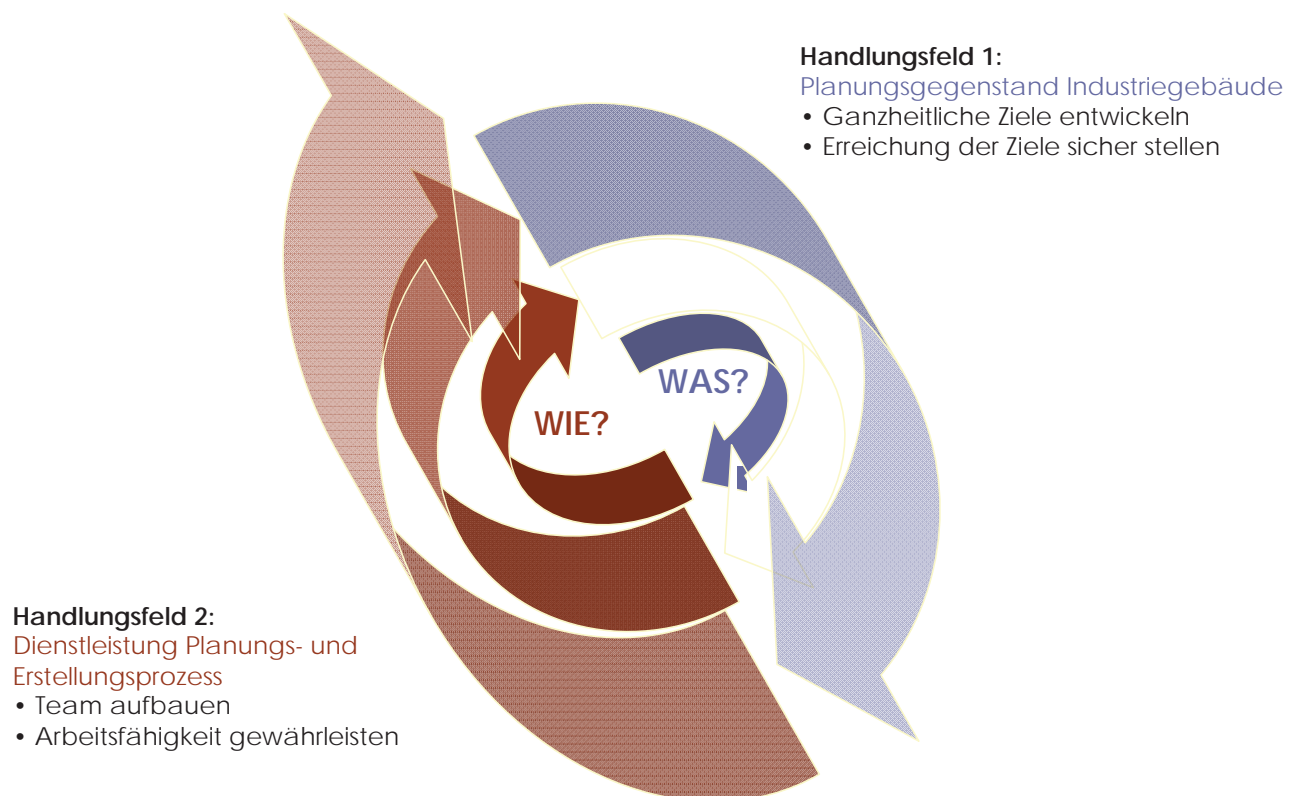 Handlungsfeld 1:
Planungsgegenstand Industriegebäude
• Ganzheitliche Ziele entwickeln
• Erreichung der Ziele sicher stellen
WAS?
WIE?
Handlungsfeld 2:
Dienstleistung Planungs- und
Erstellungsprozess
• Team aufbauen
• Arbeitsfähigkeit gewährleisten